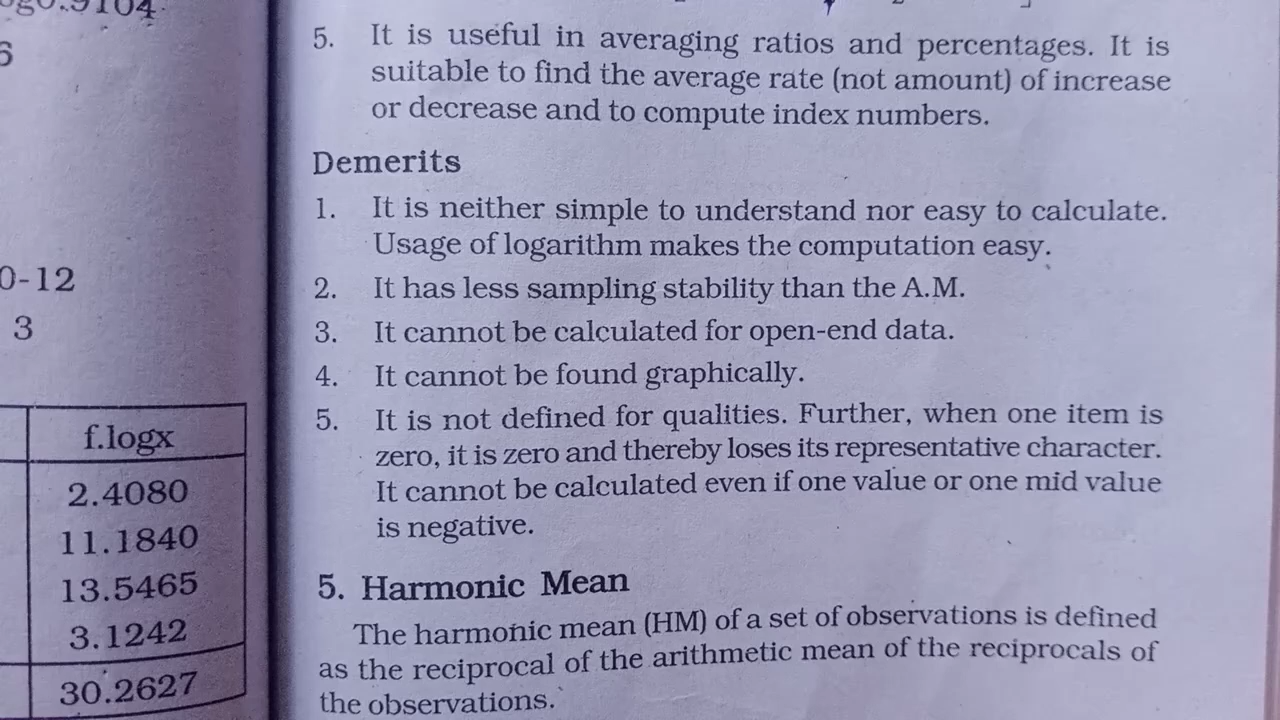 6
0-12
3
f.logx
2.4080
11.1840
13.5465
3.1242
30.2627
5. It is useful in averaging ratios and percentages. It is
suitable to find the average rate (not amount) of increase
or decrease and to compute index numbers.
Demerits
1. It is neither simple to understand nor easy to calculate.
Usage of logarithm makes the computation easy.
2. It has less sampling stability than the A.M.
3. It cannot be calculated for open-end data.
4. It cannot be found graphically.
5. It is not defined for qualities. Further, when one item is
zero, it is zero and thereby loses its representative character.
It cannot be calculated even if one value or one mid value
is negative.
5. Harmonic Mean
The harmonic mean (HM) of a set of observations is defined
as the reciprocal of the arithmetic mean of the reciprocals of
the observations.